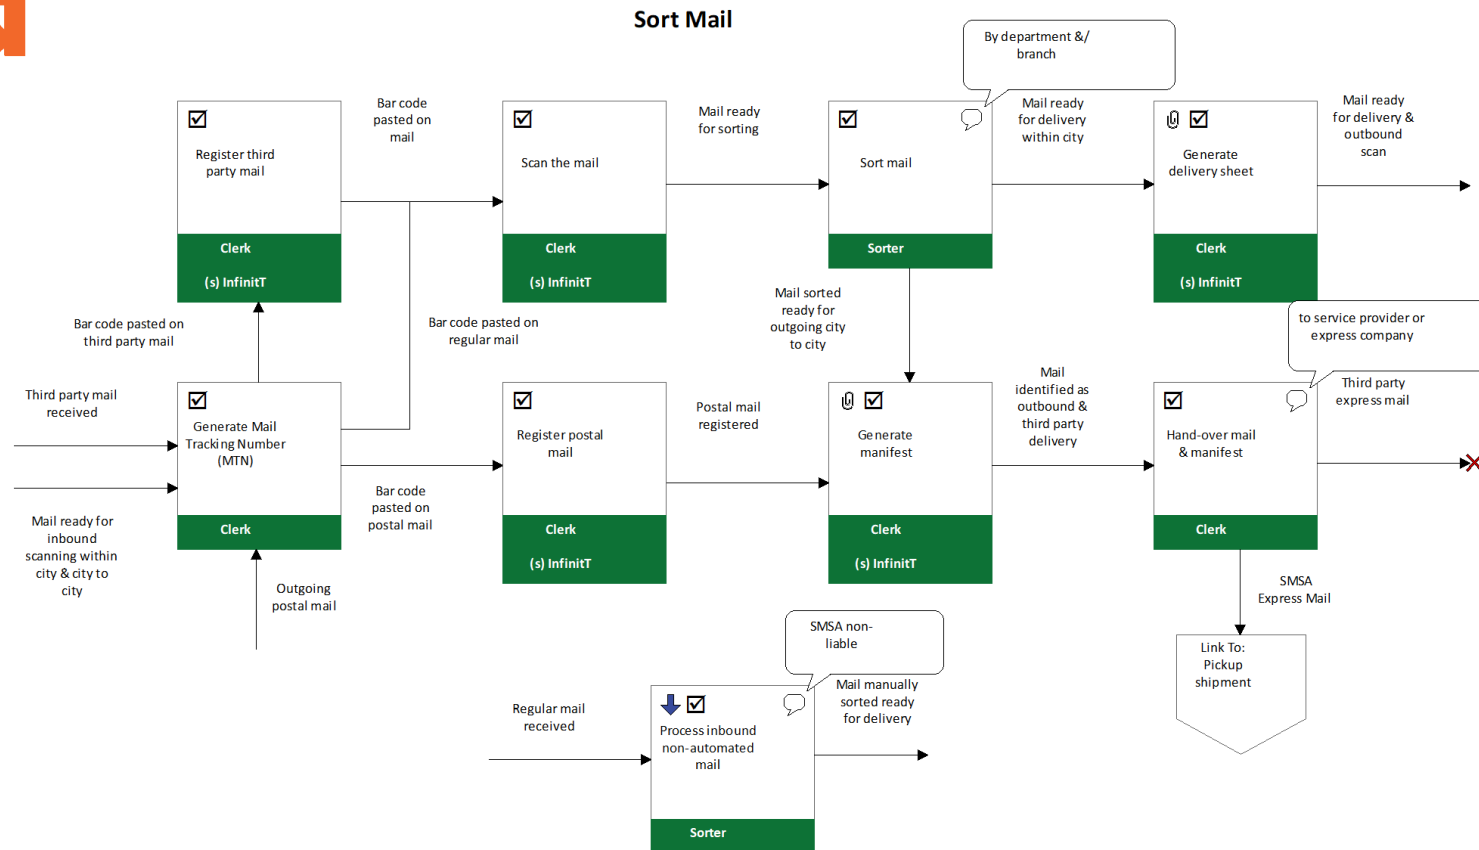 Sort Mail
By department &/
branch
Bar code
pasted on
mail
Mail ready
for sorting
Mail ready
for delivery
within city
Mail ready
for delivery &
outbound
scan
Register third
party mail
Clerk
(s) InfinitT
Scan the mail
Clerk
(s) InfinitT
Sort mail
Sorter
Generate
delivery sheet
Clerk
(s) InfinitT
Bar code pasted on
third party mail
Bar code pasted on
regular mail
Mail sorted
ready for
outgoing city
to city
to service provider or
express company
Third party mail
received
Mail ready for
inbound
scanning within
city & city to
city
Generate Mail
Tracking Number
(MTN)
Clerk
Outgoing
postal mail
Bar code
pasted on
postal mail
Register postal
mail
Clerk
(s) InfinitT
Postal mail
registered
Generate
manifest
Clerk
(s) InfinitT
Mail
identified as
outbound &
third party
delivery
Hand-over mail
& manifest
Clerk
Third party
express mail
SMSA
Express Mail
Link To:
Pickup
shipment
SMSA non-
liable
Regular mail
received
Process inbound
non-automated
mail
Sorter
Mail manually
sorted ready
for delivery